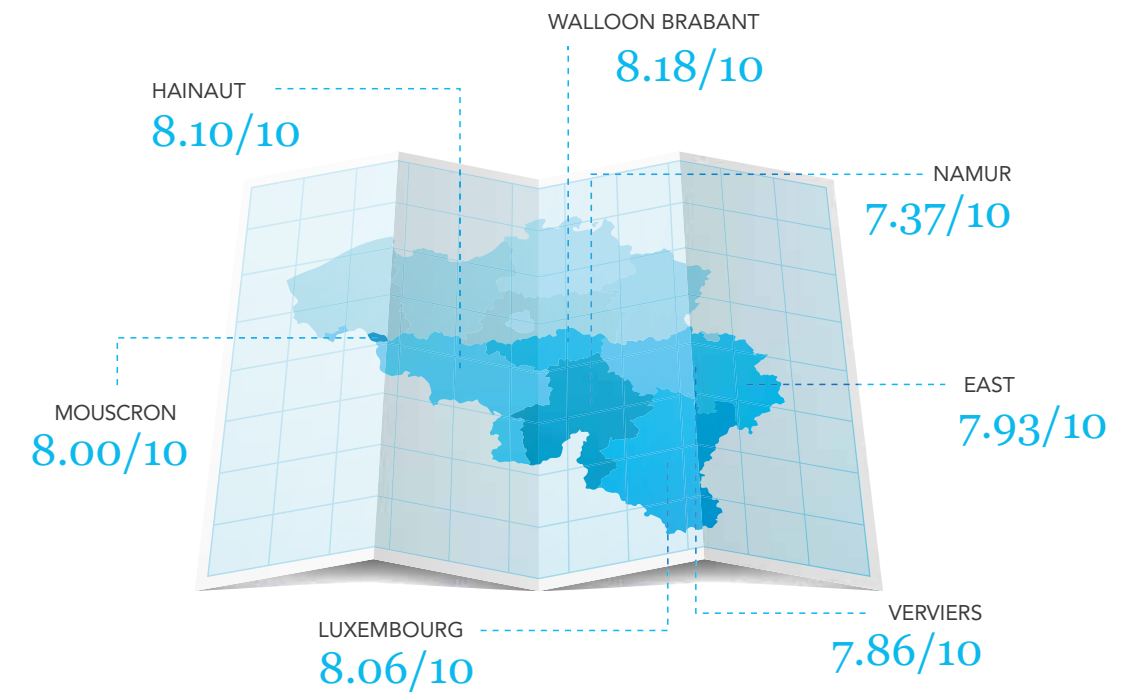 WALLOON BRABANT
8.18/10
HAINAUT
8.10/10
NAMUR
7.37/10
EAST
7.93/10
MOUSCRON
8.00/10
VERVIERS
7.86/10
LUXEMBOURG
8.06/10